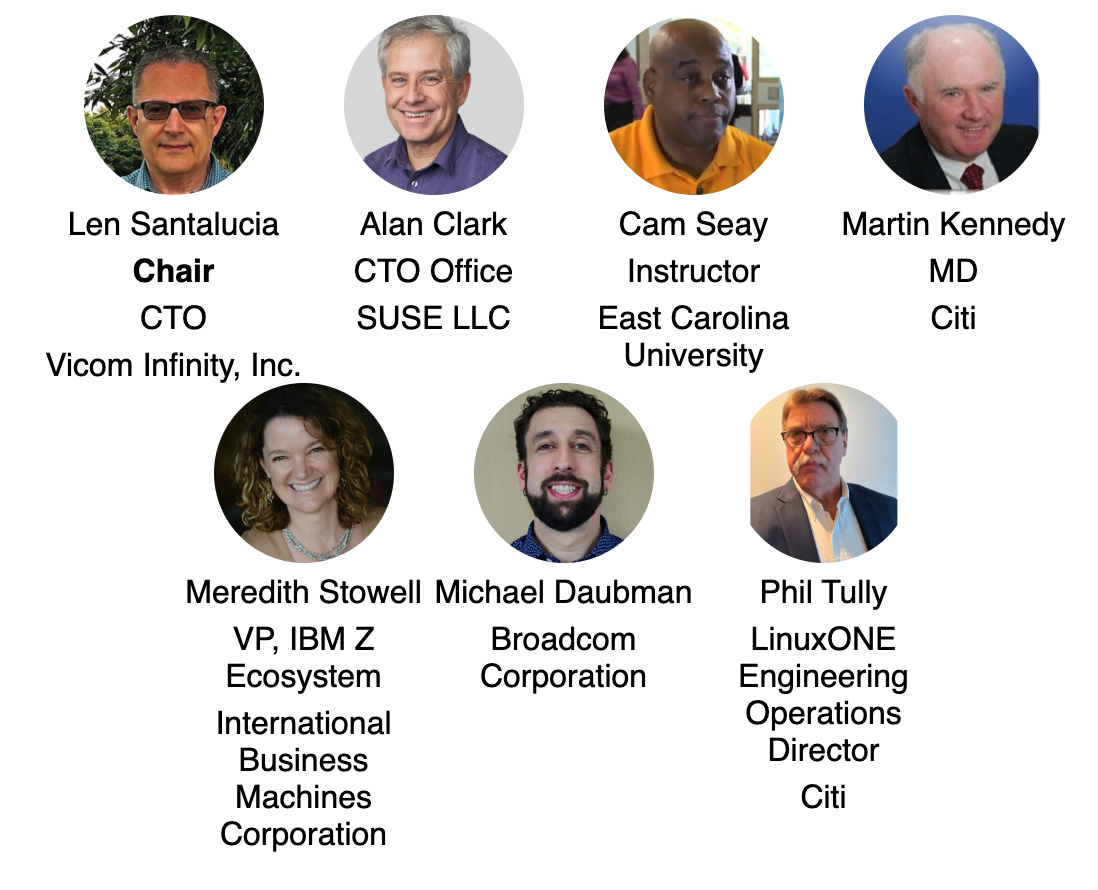 Len Santalucia
Chair
CTO
Vicom Infinity, Inc.
Alan Clark
CTO Office
SUSE LLC
Cam Seay
Instructor
East Carolina
University
Martin Kennedy
MD
Citi
Meredith Stowell
VP, IBM Z
Ecosystem
International
Business
Machines
Corporation
Michael Daubman
Broadcom
Corporation
Phil Tully
LinuxONE
Engineering
Operations
Director
Citi